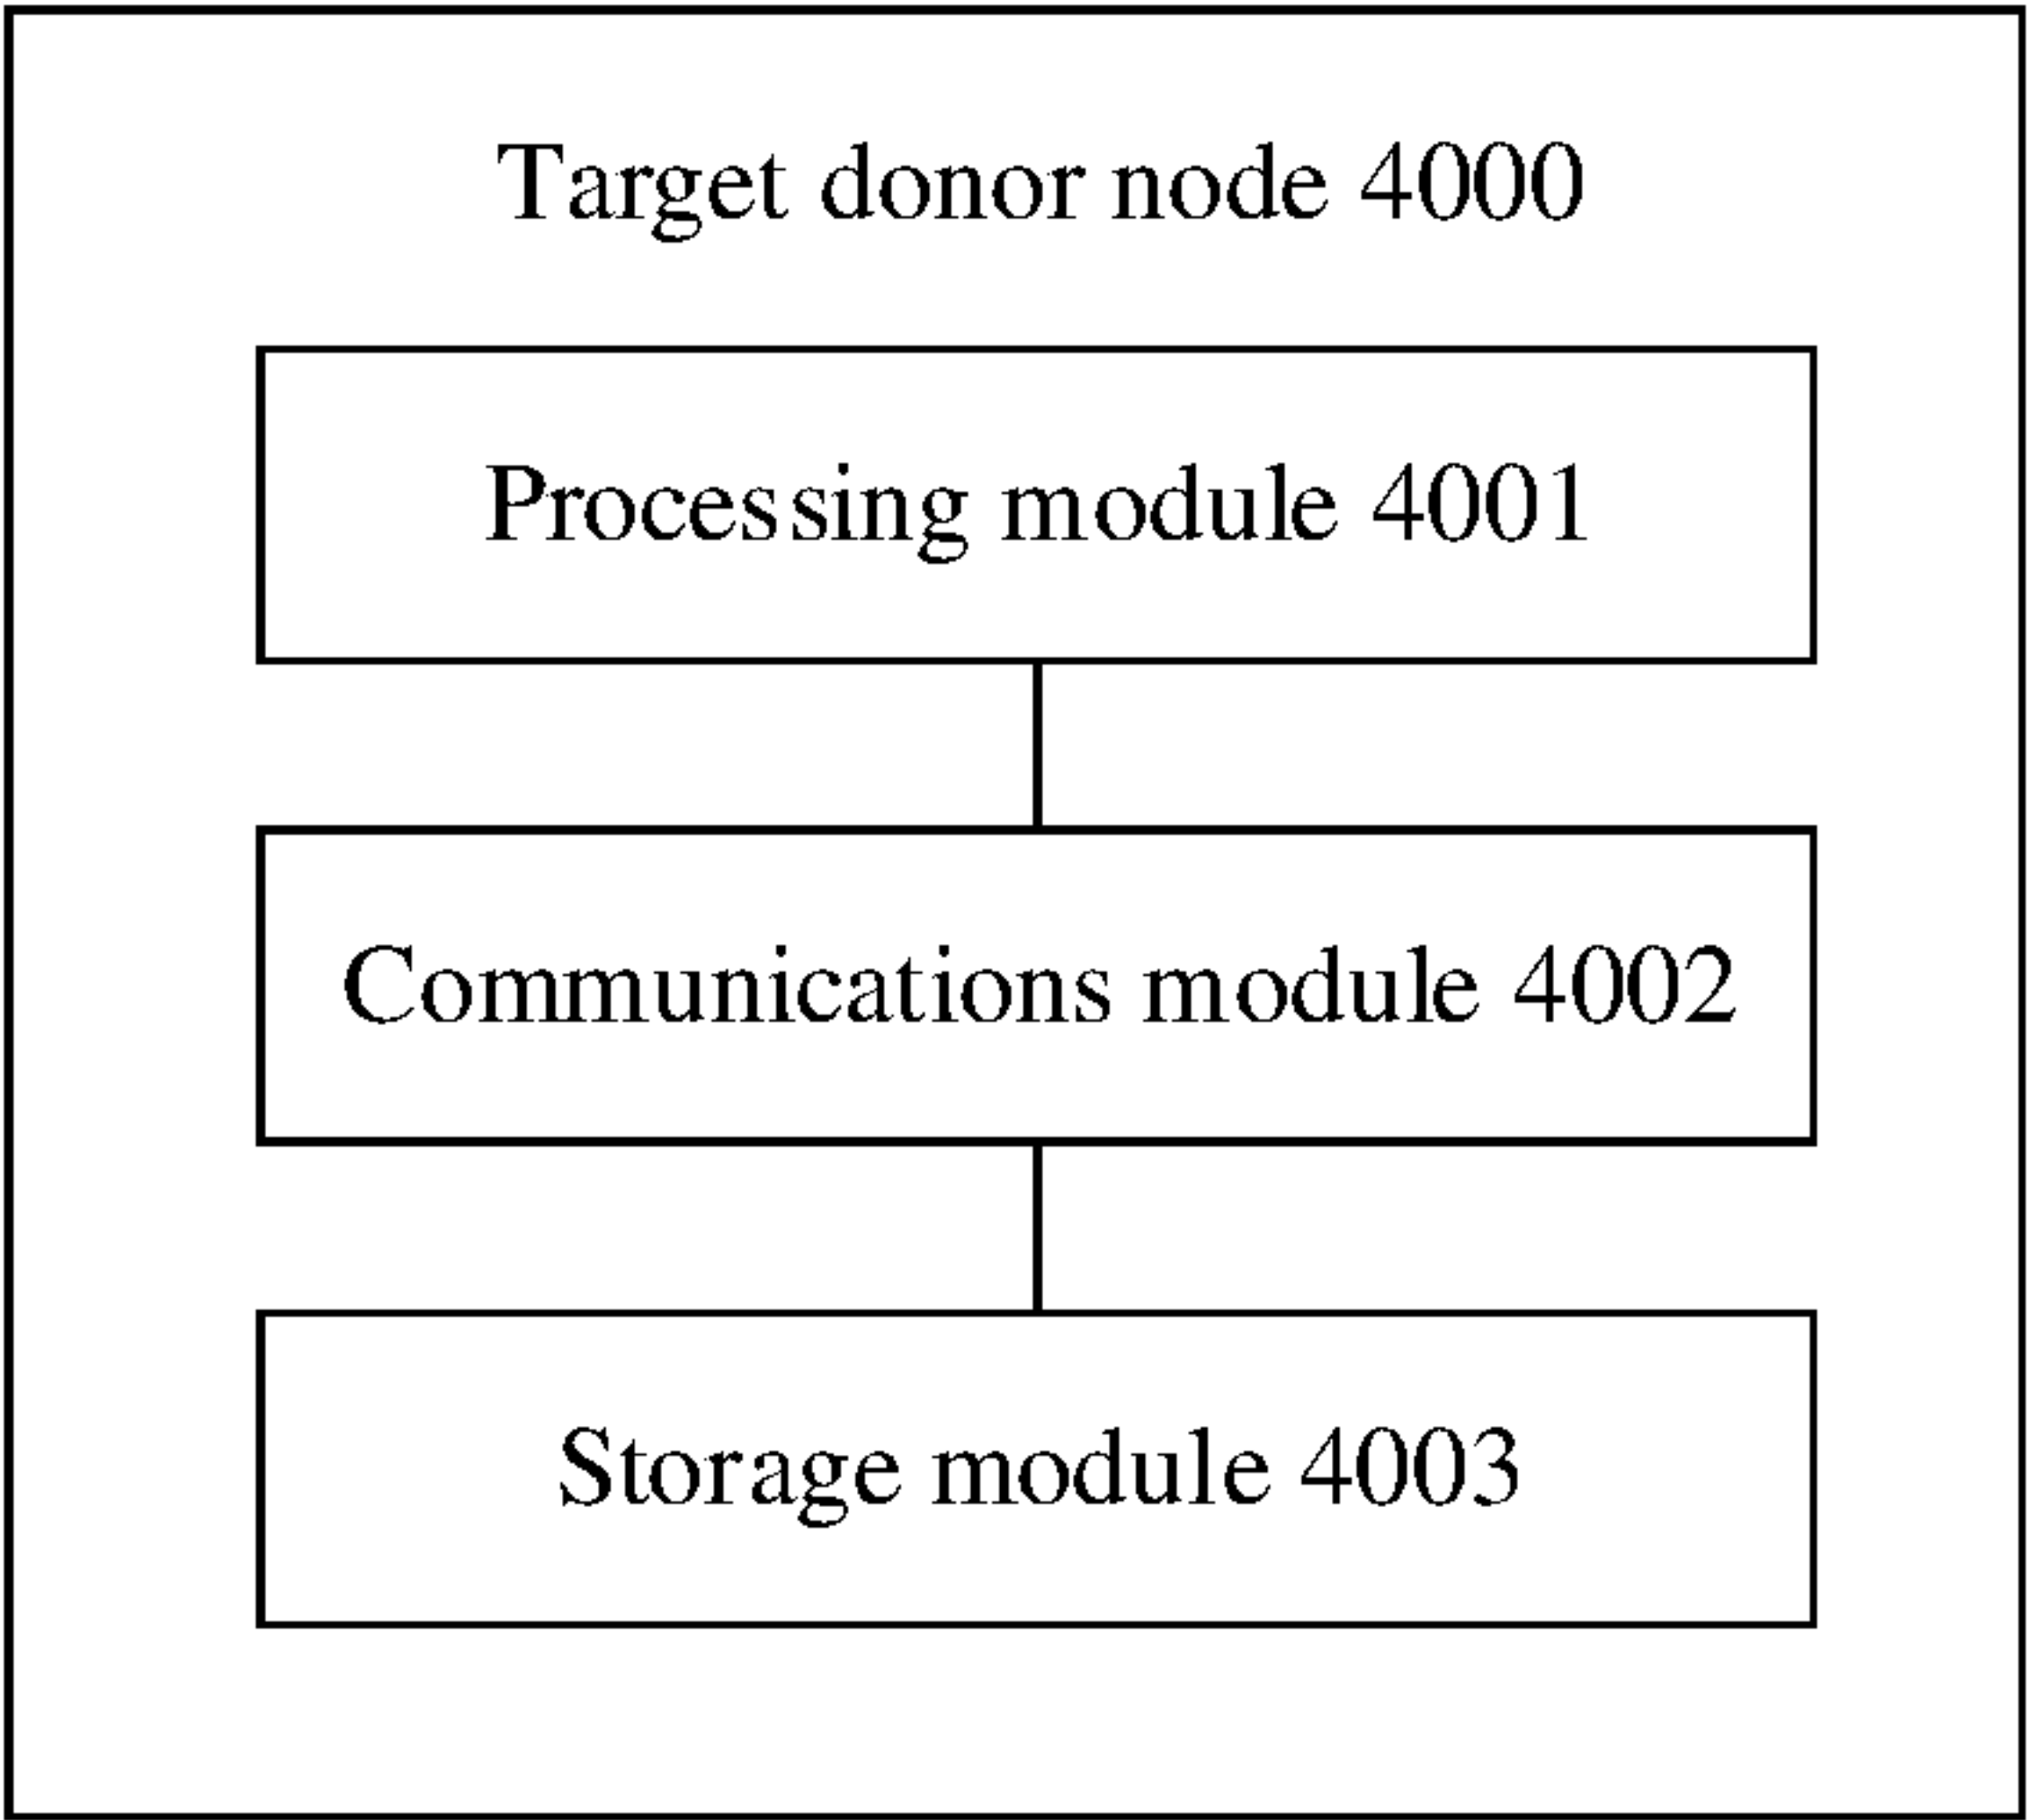 Target donor node 4000
Processing module 4001
Communications module 4002
Storage module 4003